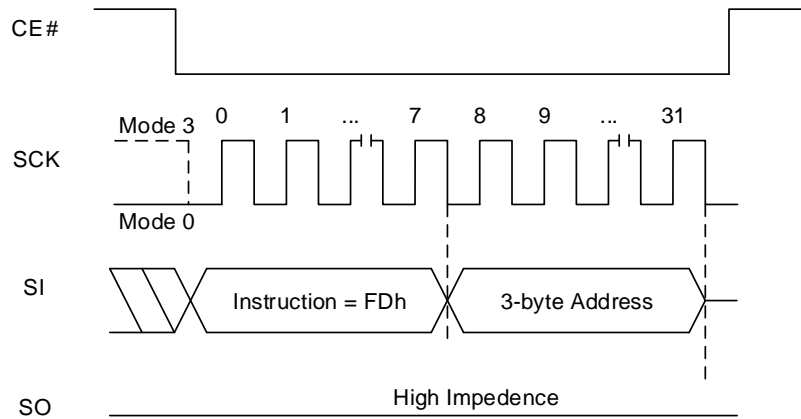 CE#
0 1 ... 7 8 9 ... 31
Mode 3
SCK
Mode 0
SI
Instruction = FDh
3-byte Address
High Impedence
SO